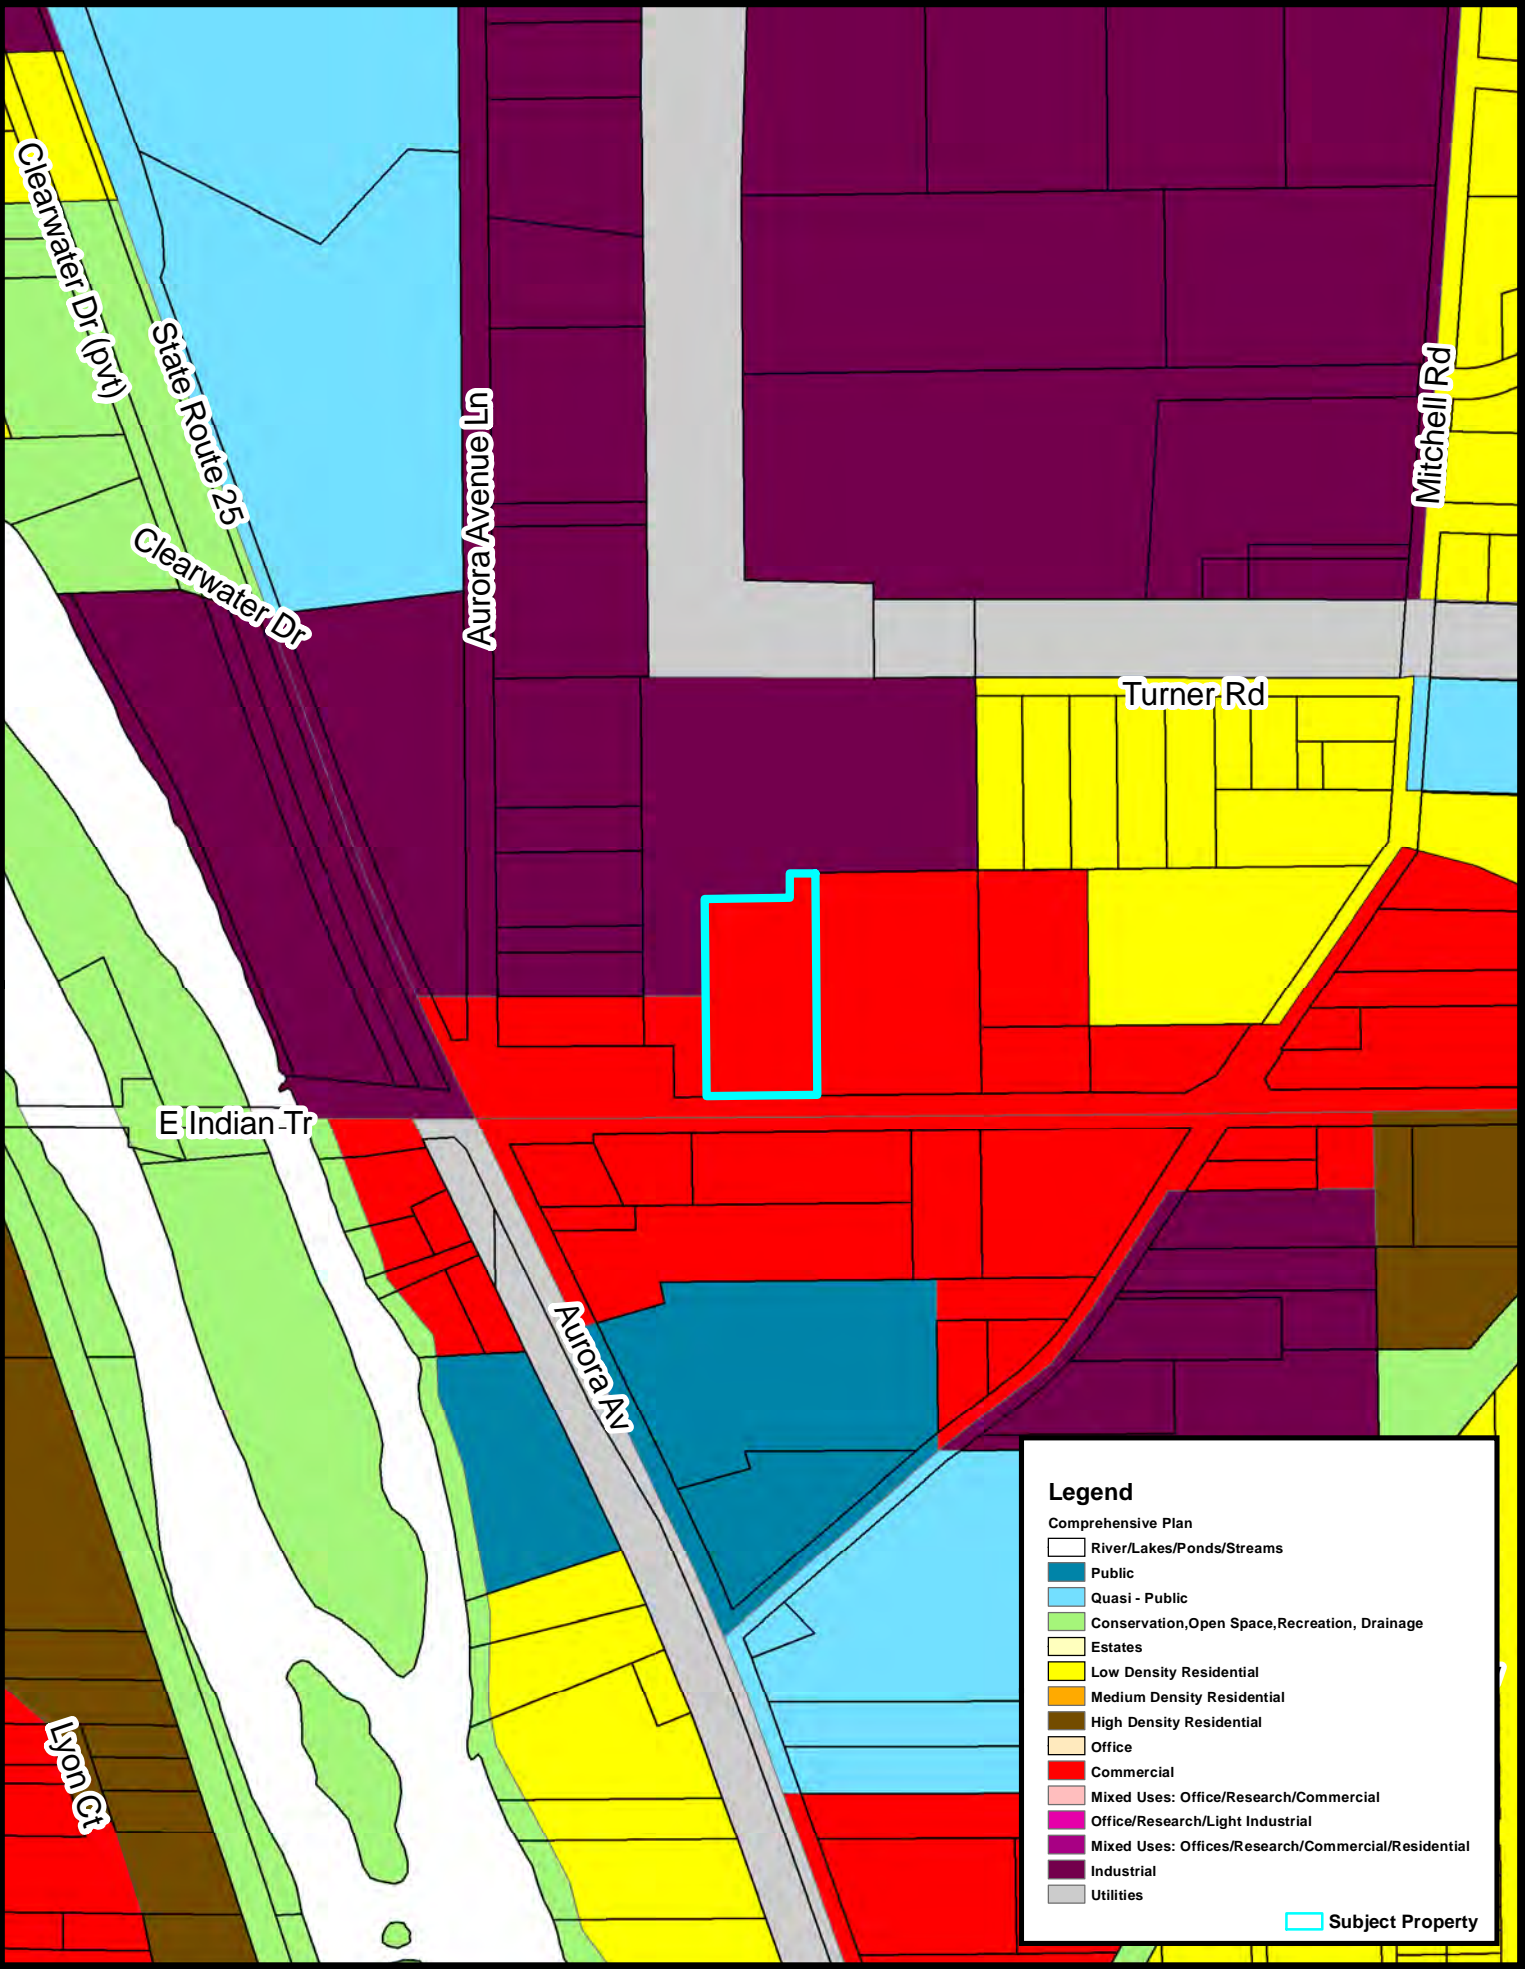 Clearwater Dr (pvt)
State Route 25
Clearwater Dr
Aurora Avenue Ln
Mitchell Rd
Turner Rd
E Indian Tr
Aurora Av
Lyon Ct
Legend
Comprehensive Plan
River/Lakes/Ponds/Streams
Public
Quasi - Public
Conservation,Open Space,Recreation, Drainage
Estates
Low Density Residential
Medium Density Residential
High Density Residential
Office
Commercial
Mixed Uses: Office/Research/Commercial
Office/Research/Light Industrial
Mixed Uses: Offices/Research/Commercial/Residential
Industrial
Utilities
Subject Property